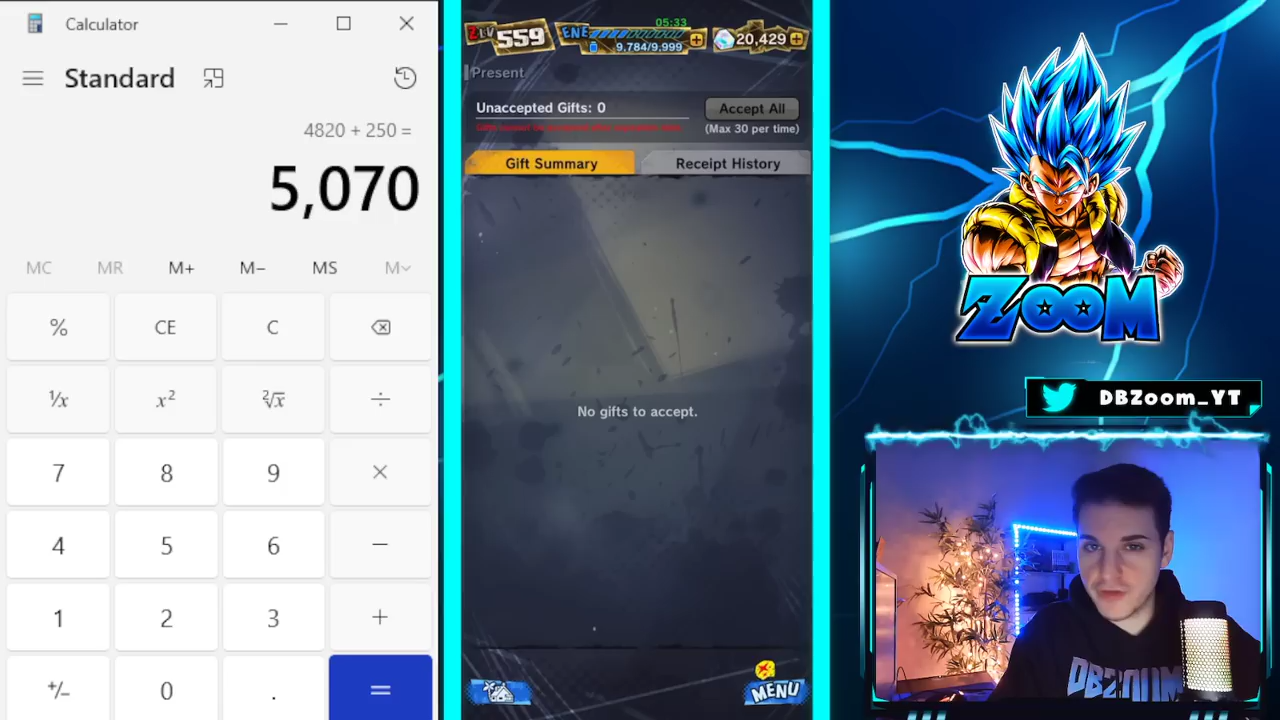 Calculator
Standard
4820 + 250 =
5,070
MC MR M+ M− MS M
% CE C
¹/x x² ²√x ÷
7 8 9 ×
4 5 6 −
1 2 3 +
+/− 0 . =
05:33
ZLV 559 ENE 9,784/9,999 20,429
Present
Unaccepted Gifts: 0 Accept All
(Max 30 per time)
Gift Summary Receipt History
No gifts to accept.
MENU
ZOOM
DBZoom_YT
DBZOOM